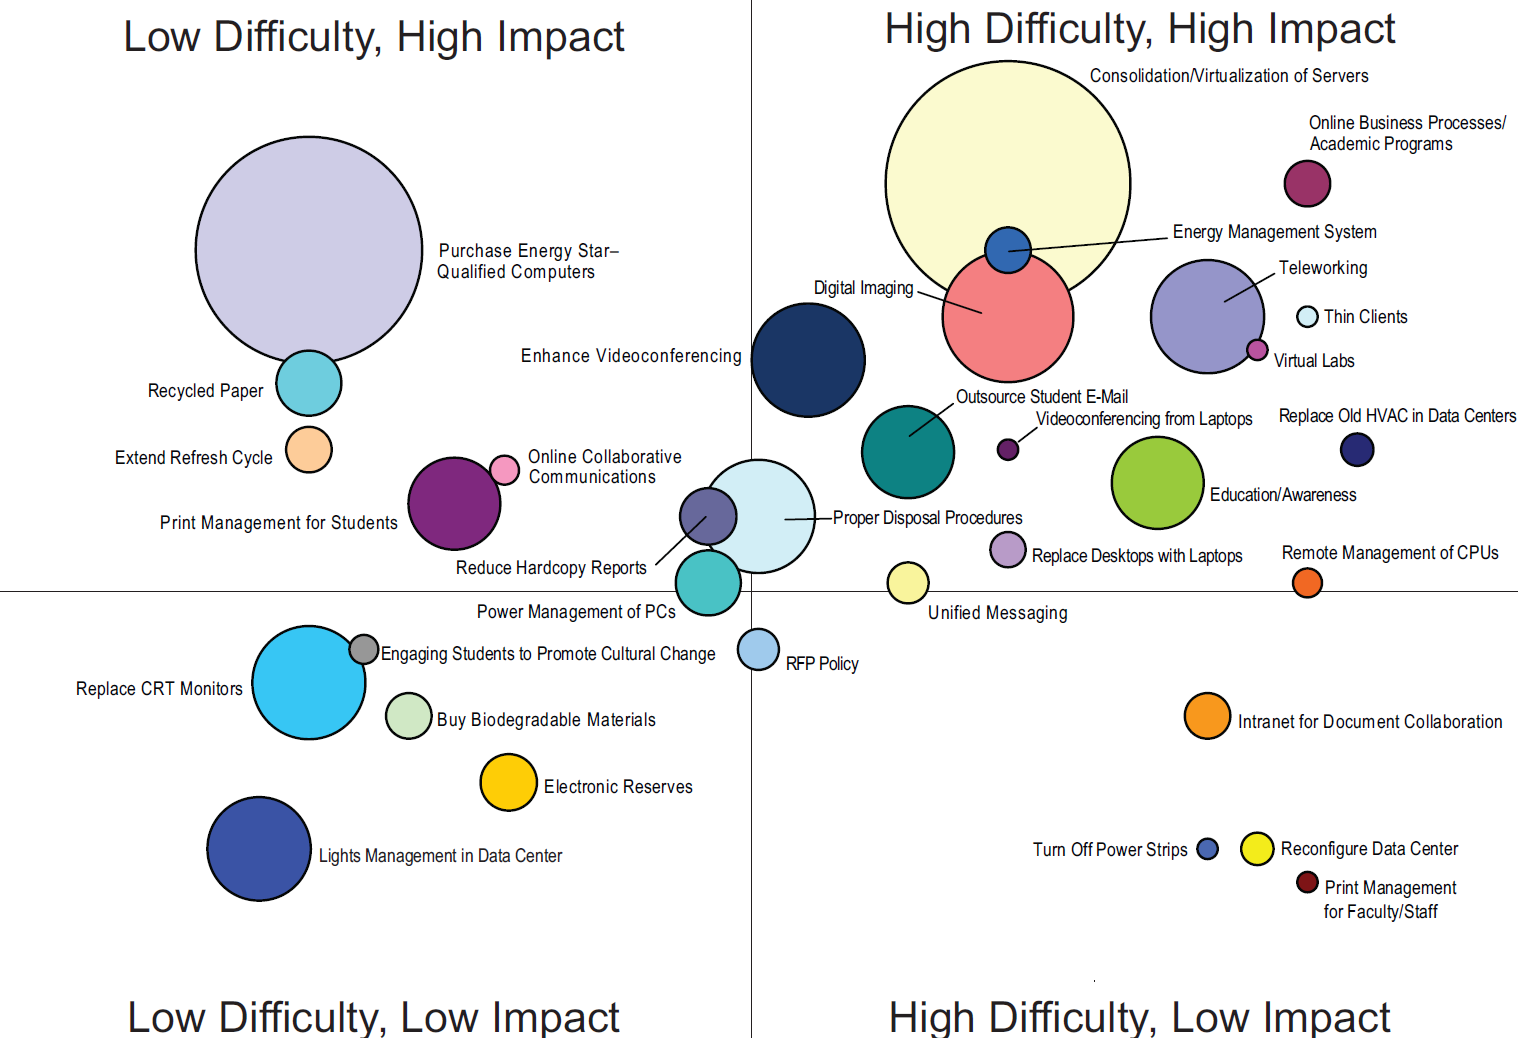 Low Difficulty, High Impact
High Difficulty, High Impact
Consolidation/Virtualization of Servers
Online Business Processes/
Academic Programs
Energy Management System
Purchase Energy Star–
Qualified Computers
Teleworking
Digital Imaging
Thin Clients
Enhance Videoconferencing
Virtual Labs
Recycled Paper
Outsource Student E-Mail
Videoconferencing from Laptops
Replace Old HVAC in Data Centers
Extend Refresh Cycle
Online Collaborative
Communications
Education/Awareness
Print Management for Students
Proper Disposal Procedures
Replace Desktops with Laptops
Remote Management of CPUs
Reduce Hardcopy Reports
Power Management of PCs
Unified Messaging
Engaging Students to Promote Cultural Change
RFP Policy
Replace CRT Monitors
Buy Biodegradable Materials
Intranet for Document Collaboration
Electronic Reserves
Lights Management in Data Center
Turn Off Power Strips
Reconfigure Data Center
Print Management
for Faculty/Staff
Low Difficulty, Low Impact
High Difficulty, Low Impact